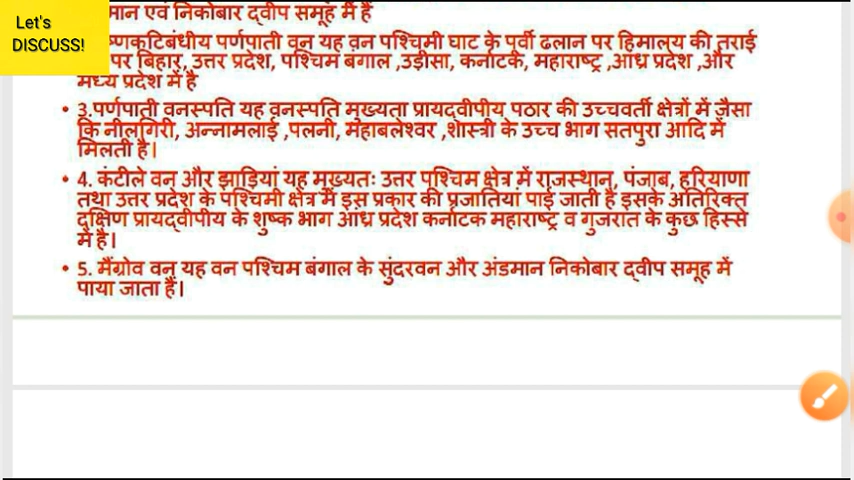 Let's
DISCUSS!
मान एवं निकोबार द्वीप समूह में हैं
ष्णकटिबंधीय पर्णपाती वन यह वन पश्चिमी घाट के पूर्वी ढलान पर हिमालय की तराई
पर बिहार, उत्तर प्रदेश, पश्चिम बंगाल ,उड़ीसा, कर्नाटक, महाराष्ट्र ,आंध्र प्रदेश ,और
मध्य प्रदेश में है
• 3.पर्णपाती वनस्पति यह वनस्पति मुख्यता प्रायद्वीपीय पठार की उच्चवर्ती क्षेत्रों में जैसा
कि नीलगिरी, अन्नामलाई ,पलनी, महाबलेश्वर ,शास्त्री के उच्च भाग सतपुरा आदि में
मिलती है।
• 4. कंटीले वन और झाड़ियां यह मुख्यतः उत्तर पश्चिम क्षेत्र में राजस्थान, पंजाब, हरियाणा
तथा उत्तर प्रदेश के पश्चिमी क्षेत्र में इस प्रकार की प्रजातियां पाई जाती है इसके अतिरिक्त
दक्षिण प्रायद्वीपीय के शुष्क भाग आंध्र प्रदेश कर्नाटक महाराष्ट्र व गुजरात के कुछ हिस्से
में है।
• 5. मैंग्रोव वन यह वन पश्चिम बंगाल के सुंदरवन और अंडमान निकोबार द्वीप समूह में
पाया जाता है।